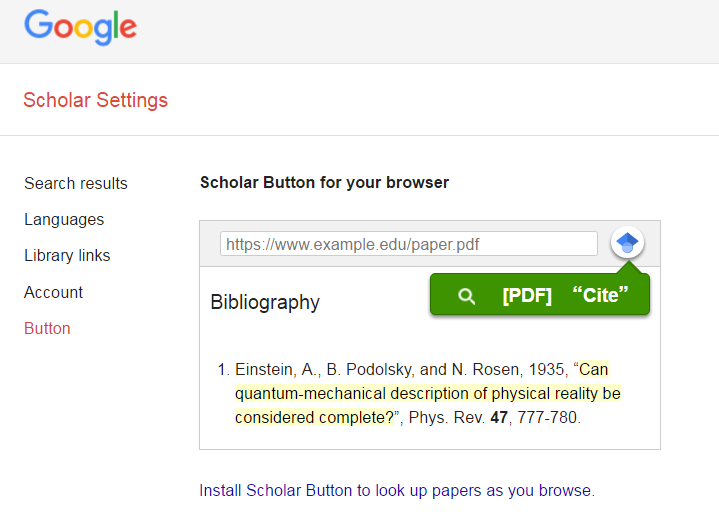 Google
Scholar Settings
Search results
Languages
Library links
Account
Button
Scholar Button for your browser
https://www.example.edu/paper.pdf
[PDF] “Cite”
Bibliography
1. Einstein, A., B. Podolsky, and N. Rosen, 1935, “Can
quantum-mechanical description of physical reality be
considered complete?”, Phys. Rev. 47, 777-780.
Install Scholar Button to look up papers as you browse.